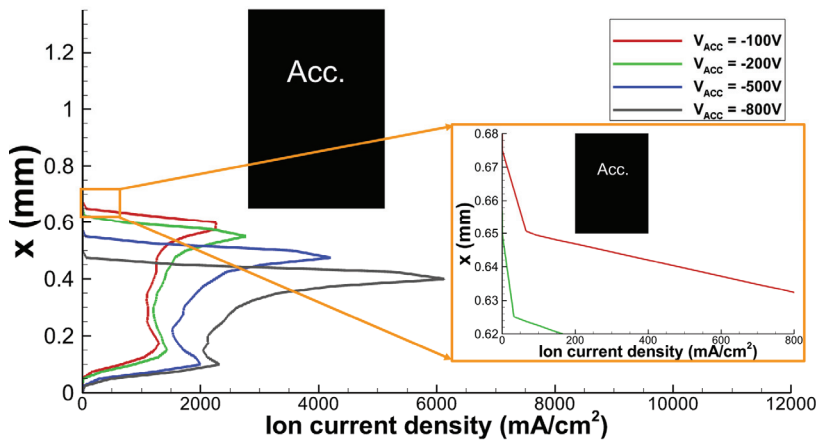 1.2
1
0.8
0.6
0.4
0.2
0
x (mm)
0 2000 4000 6000 8000 10000 12000
Ion current density (mA/cm²)
Acc.
V_ACC = -100V
V_ACC = -200V
V_ACC = -500V
V_ACC = -800V
0.68
0.67
0.66
0.65
0.64
0.63
0.62
x (mm)
Acc.
0 200 400 600 800
Ion current density (mA/cm²)